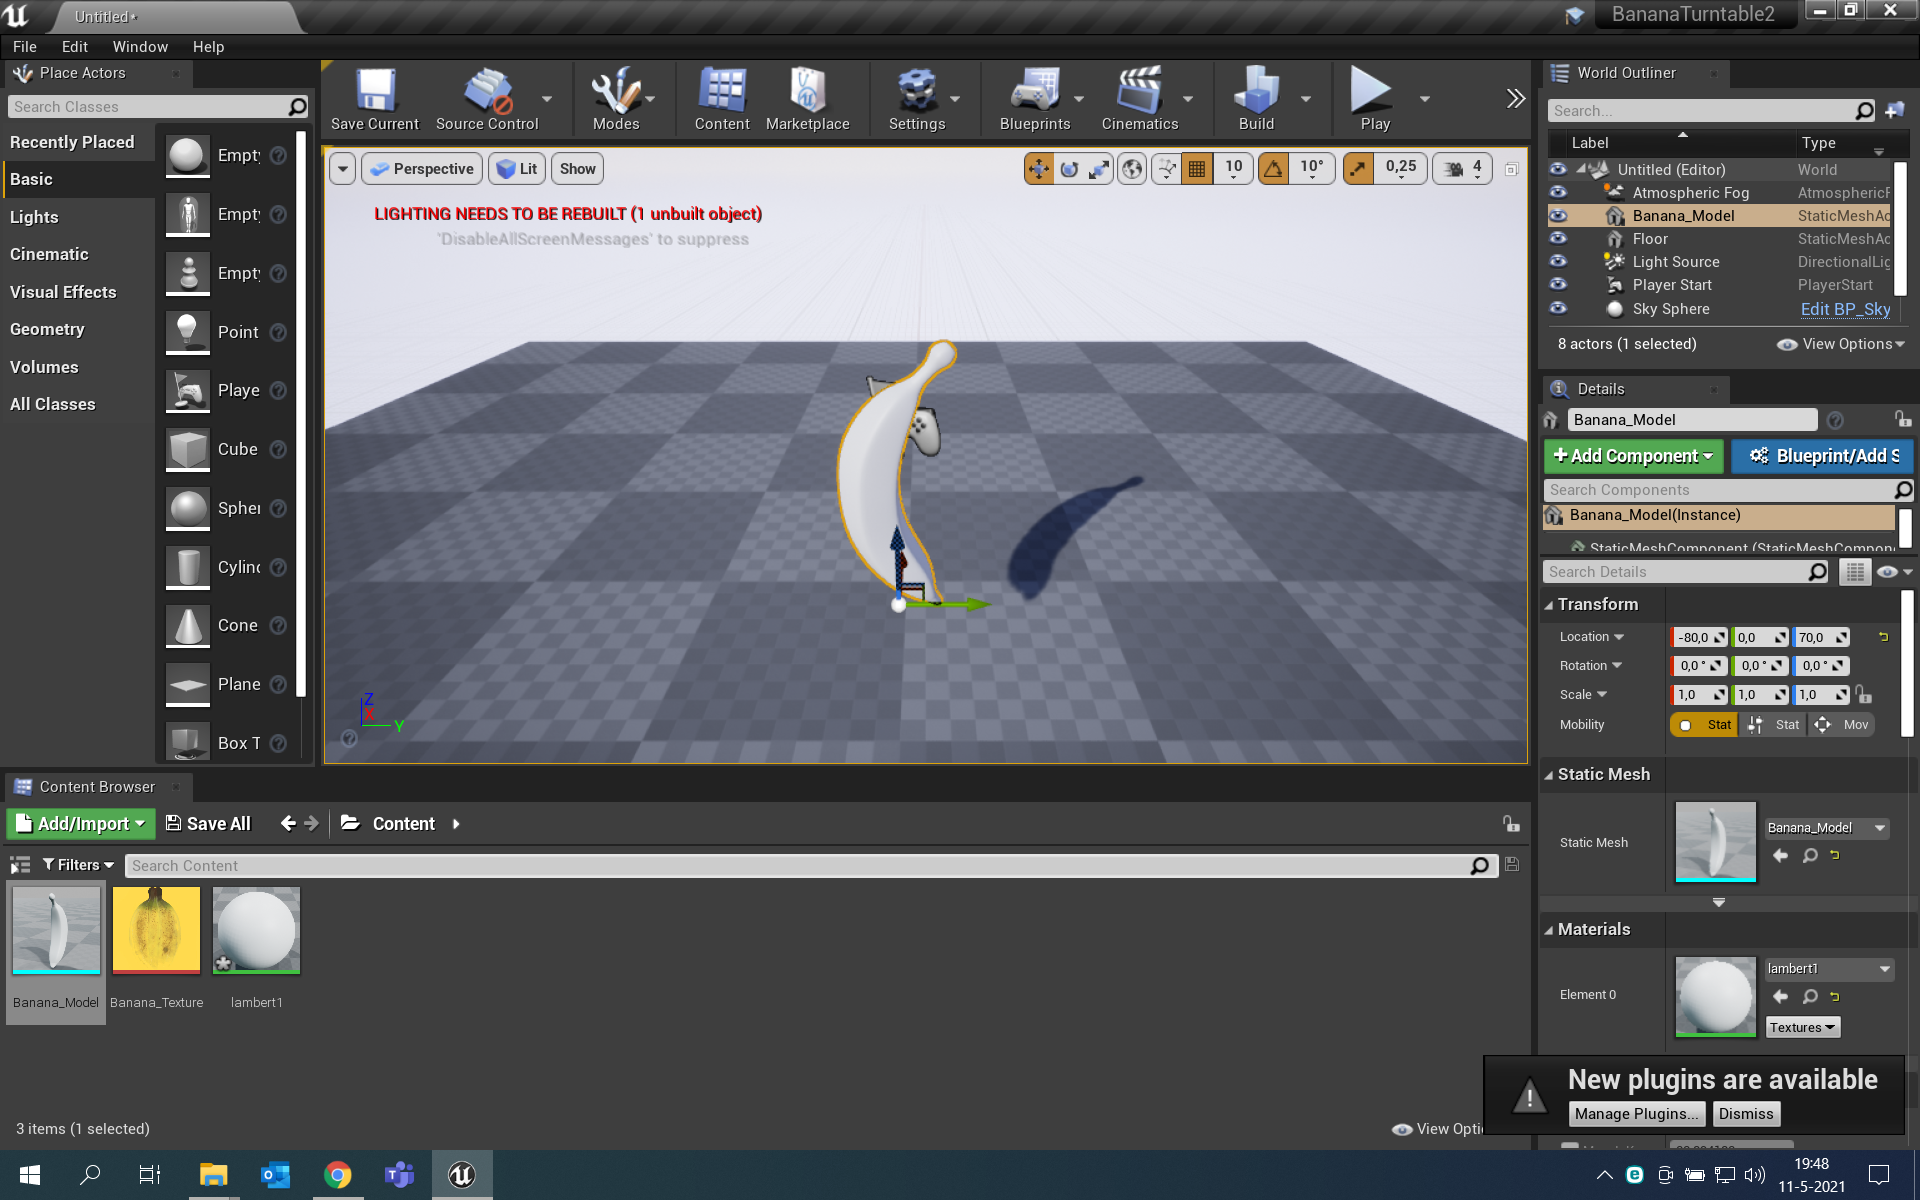 Untitled*
BananaTurntable2
File Edit Window Help
Place Actors
Search Classes
Recently Placed
Basic
Lights
Cinematic
Visual Effects
Geometry
Volumes
All Classes
Empty
Empty
Empty
Point
Playe
Cube
Spher
Cylind
Cone
Plane
Box T
Save Current
Source Control
Modes
Content
Marketplace
Settings
Blueprints
Cinematics
Build
Play
Perspective
Lit
Show
10
10°
0,25
4
LIGHTING NEEDS TO BE REBUILT (1 unbuilt object)
'DisableAllScreenMessages' to suppress
Z
X
Y
World Outliner
Search...
Label Type
Untitled (Editor) World
Atmospheric Fog AtmosphericF
Banana_Model StaticMeshAc
Floor StaticMeshAc
Light Source DirectionalLig
Player Start PlayerStart
Sky Sphere Edit BP_Sky
8 actors (1 selected) View Options
Details
Banana_Model
+Add Component Blueprint/Add S
Search Components
Banana_Model(Instance)
StaticMeshComponent (StaticMeshCompon
Search Details
Transform
Location -80,0 0,0 70,0
Rotation 0,0 ° 0,0 ° 0,0 °
Scale 1,0 1,0 1,0
Mobility Stat Stat Mov
Static Mesh
Static Mesh Banana_Model
Materials
Element 0 lambert1
Textures
Content Browser
Add/Import Save All Content
Filters Search Content
Banana_Model Banana_Texture lambert1
3 items (1 selected) View Opti
New plugins are available
Manage Plugins... Dismiss
19:48
11-5-2021